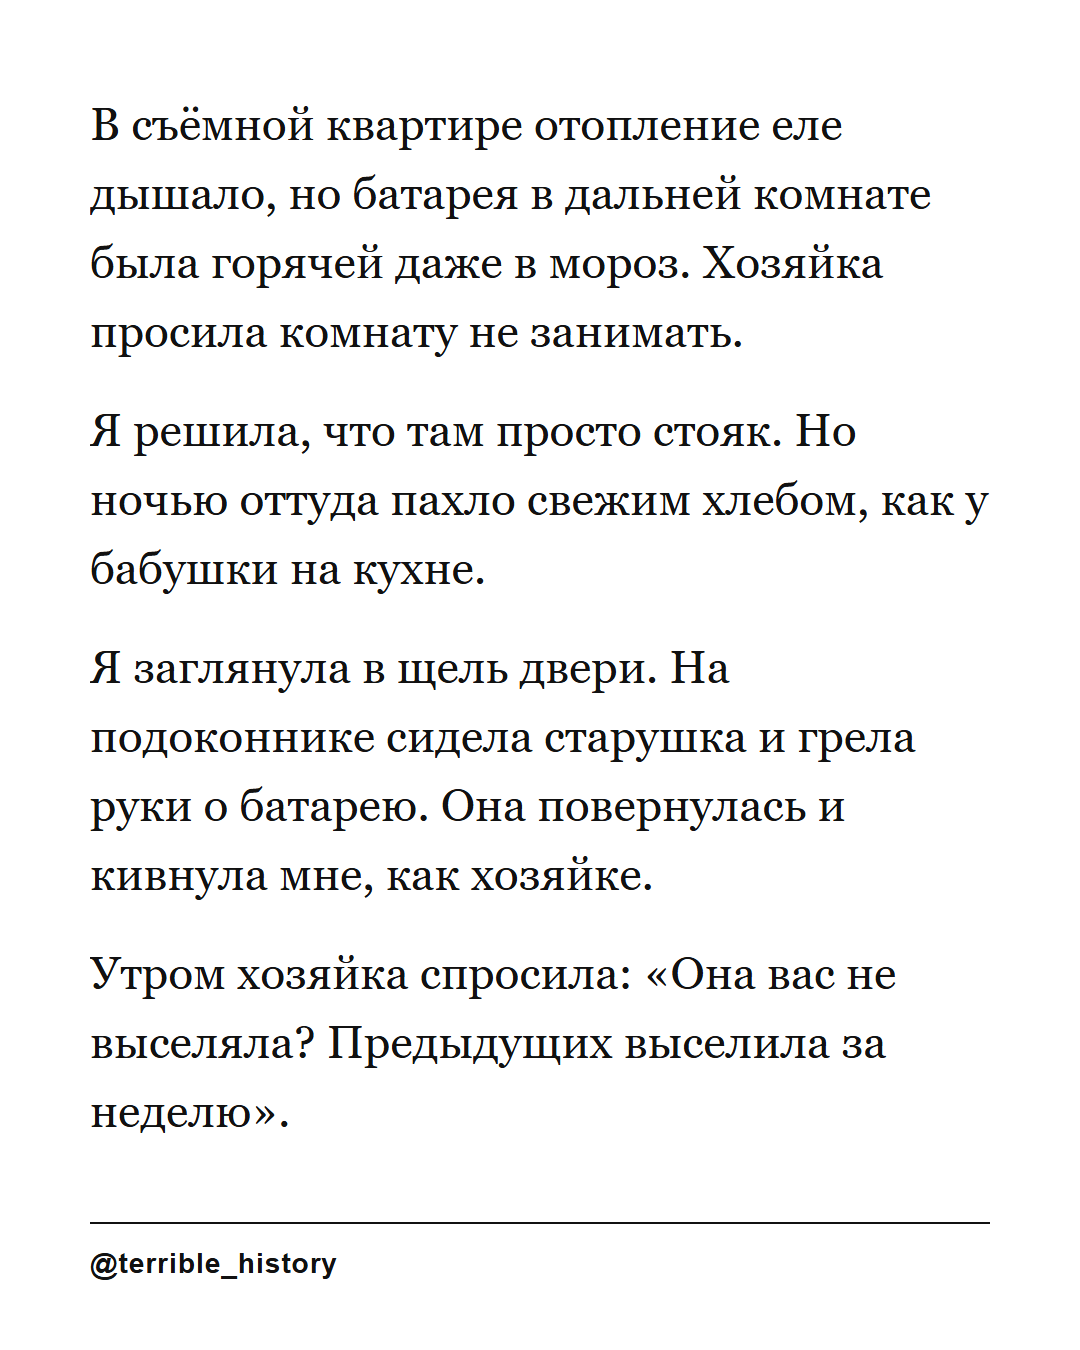 В съёмной квартире отопление еле
дышало, но батарея в дальней комнате
была горячей даже в мороз. Хозяйка
просила комнату не занимать.
Я решила, что там просто стояк. Но
ночью оттуда пахло свежим хлебом, как у
бабушки на кухне.
Я заглянула в щель двери. На
подоконнике сидела старушка и грела
руки о батарею. Она повернулась и
кивнула мне, как хозяйке.
Утром хозяйка спросила: «Она вас не
выселяла? Предыдущих выселила за
неделю».
@terrible_history